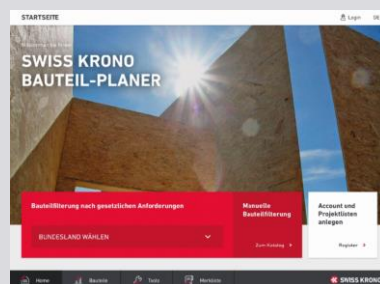 STARTSEITE
Login
DE
SWISS KRONO
BAUTEIL-PLANER
Bauteilfilterung nach gesetzlichen Anforderungen
BUNDESLAND WÄHLEN
Manuelle
Bauteilfilterung
Zum Katalog
Account und
Projektlisten
anlegen
Register
Home
Bauteile
Tools
Merkliste
SWISS KRONO